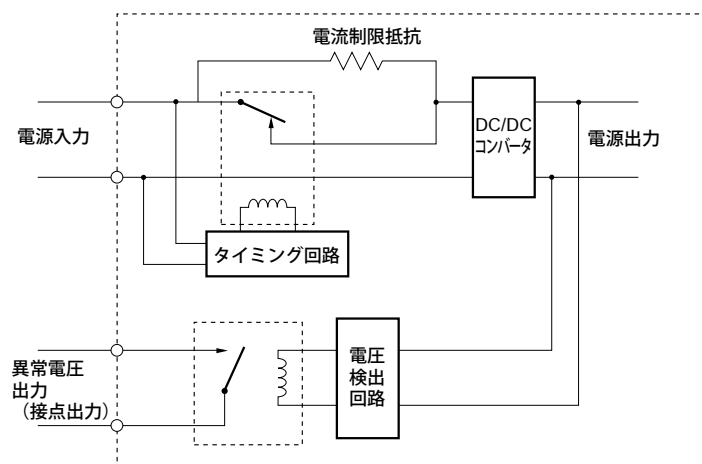 電流制限抵抗
電源入力
DC/DC
コンバータ
電源出力
タイミング回路
異常電圧
出力
（接点出力）
電圧
検出
回路